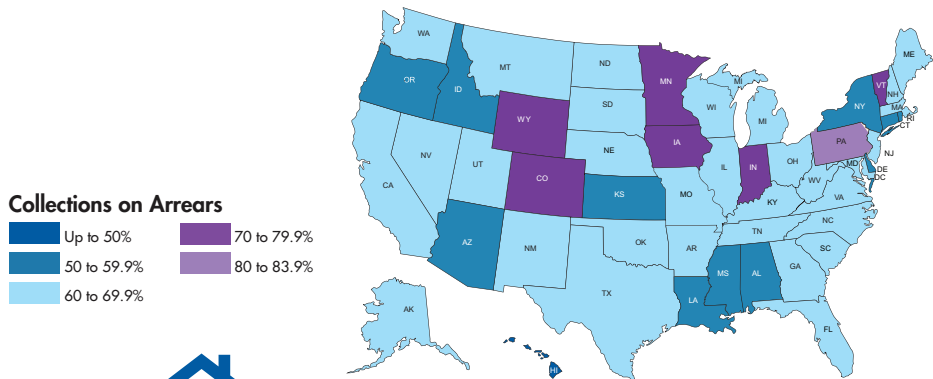 Collections on Arrears
Up to 50%
70 to 79.9%
50 to 59.9%
80 to 83.9%
60 to 69.9%
WA
OR
ID
MT
ND
MN
WI
MI
MI
ME
VT
NH
NY
MA
RI
CT
SD
WY
NV
UT
CO
NE
IA
IL
IN
OH
PA
NJ
MD
DE
DC
WV
VA
CA
KS
MO
KY
NC
TN
SC
AZ
NM
OK
AR
MS
AL
GA
LA
TX
FL
AK
HI